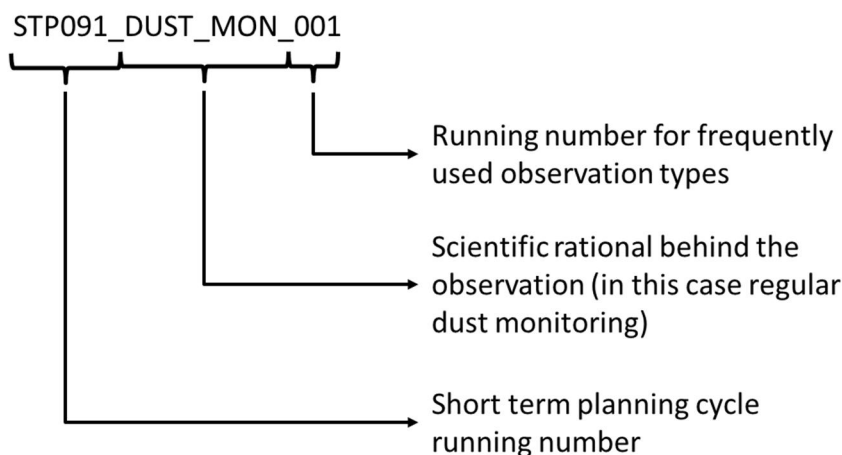 STP091_DUST_MON_001
Running number for frequently
used observation types
Scientific rational behind the
observation (in this case regular
dust monitoring)
Short term planning cycle
running number